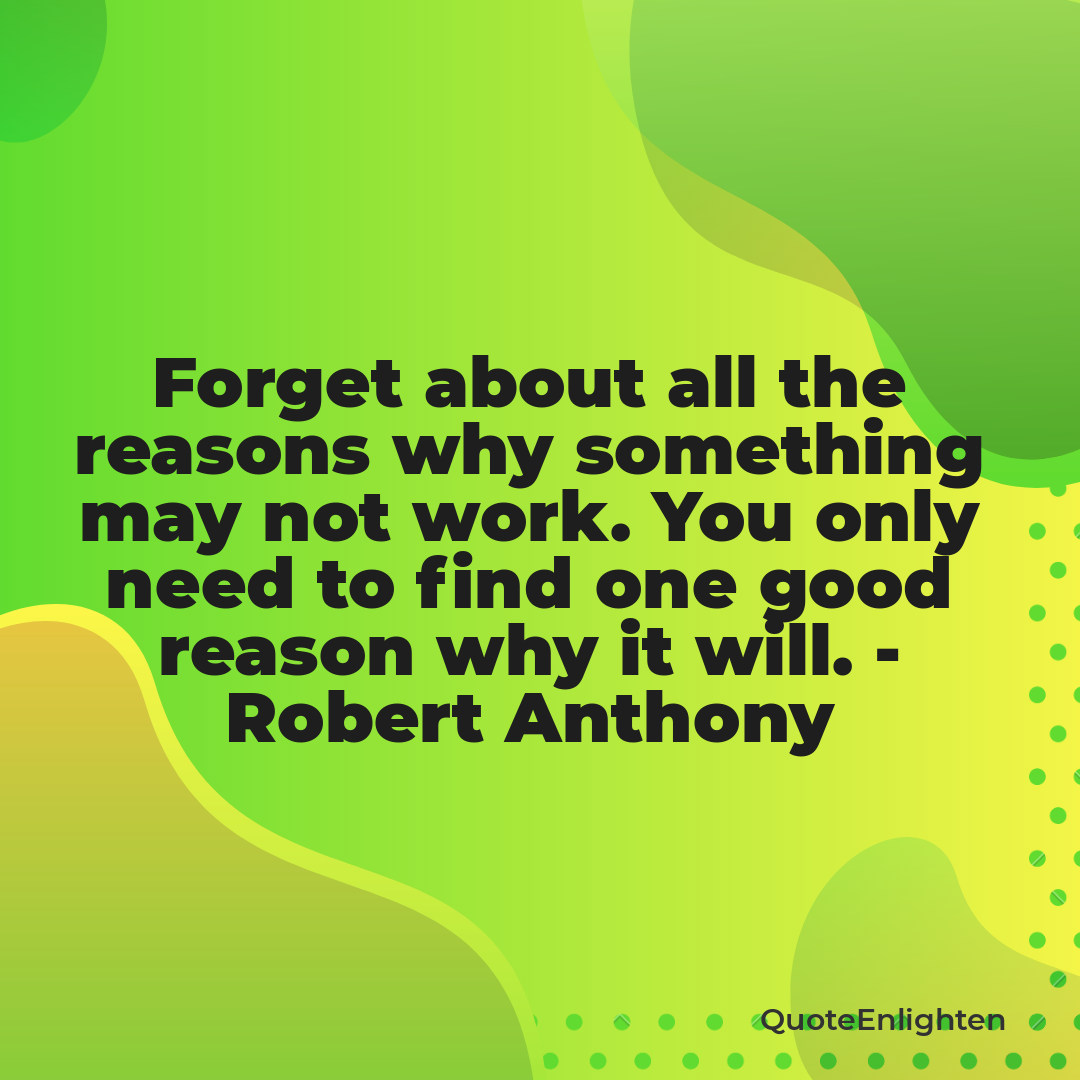 Forget about all the
reasons why something
may not work. You only
need to find one good
reason why it will. -
Robert Anthony
QuoteEnlighten